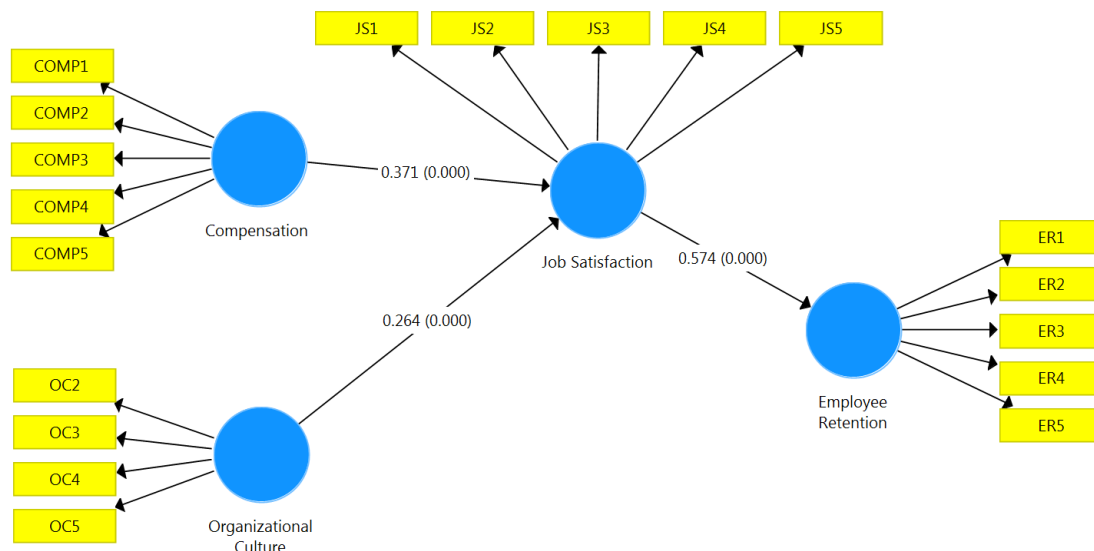 JS1
JS2
JS3
JS4
JS5
COMP1
COMP2
COMP3
COMP4
COMP5
Compensation
0.371 (0.000)
Job Satisfaction
0.574 (0.000)
0.264 (0.000)
ER1
ER2
ER3
ER4
ER5
Employee
Retention
OC2
OC3
OC4
OC5
Organizational
Culture